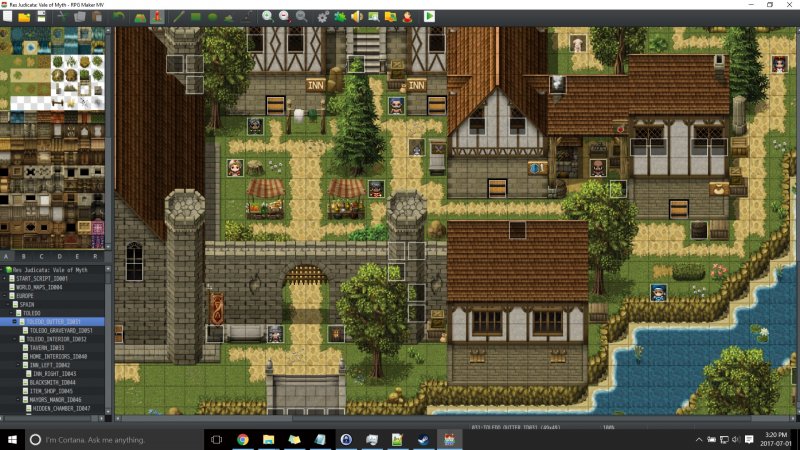 Res Judicata: Vale of Myth - RPG Maker MV
INN
INN
A B C D E R
Res Judicata: Vale of Myth
START_SCRIPT_ID001
WORLD_MAPS_ID004
EUROPE
SPAIN
TOLEDO
TOLEDO_OUTTER_ID031
TOLEDO_GRAVEYARD_ID051
TOLEDO_INTERIOR_ID032
TAVERN_ID033
HOME_INTERIORS_ID040
INN_LEFT_ID042
INN_RIGHT_ID043
BLACKSMITH_ID044
ITEM_SHOP_ID045
MAYORS_MANOR_ID046
HIDDEN_CHAMBER_ID047
031:TOLEDO_OUTTER_ID031 (49x49) 100%
I'm Cortana. Ask me anything.
3:20 PM
2017-07-01